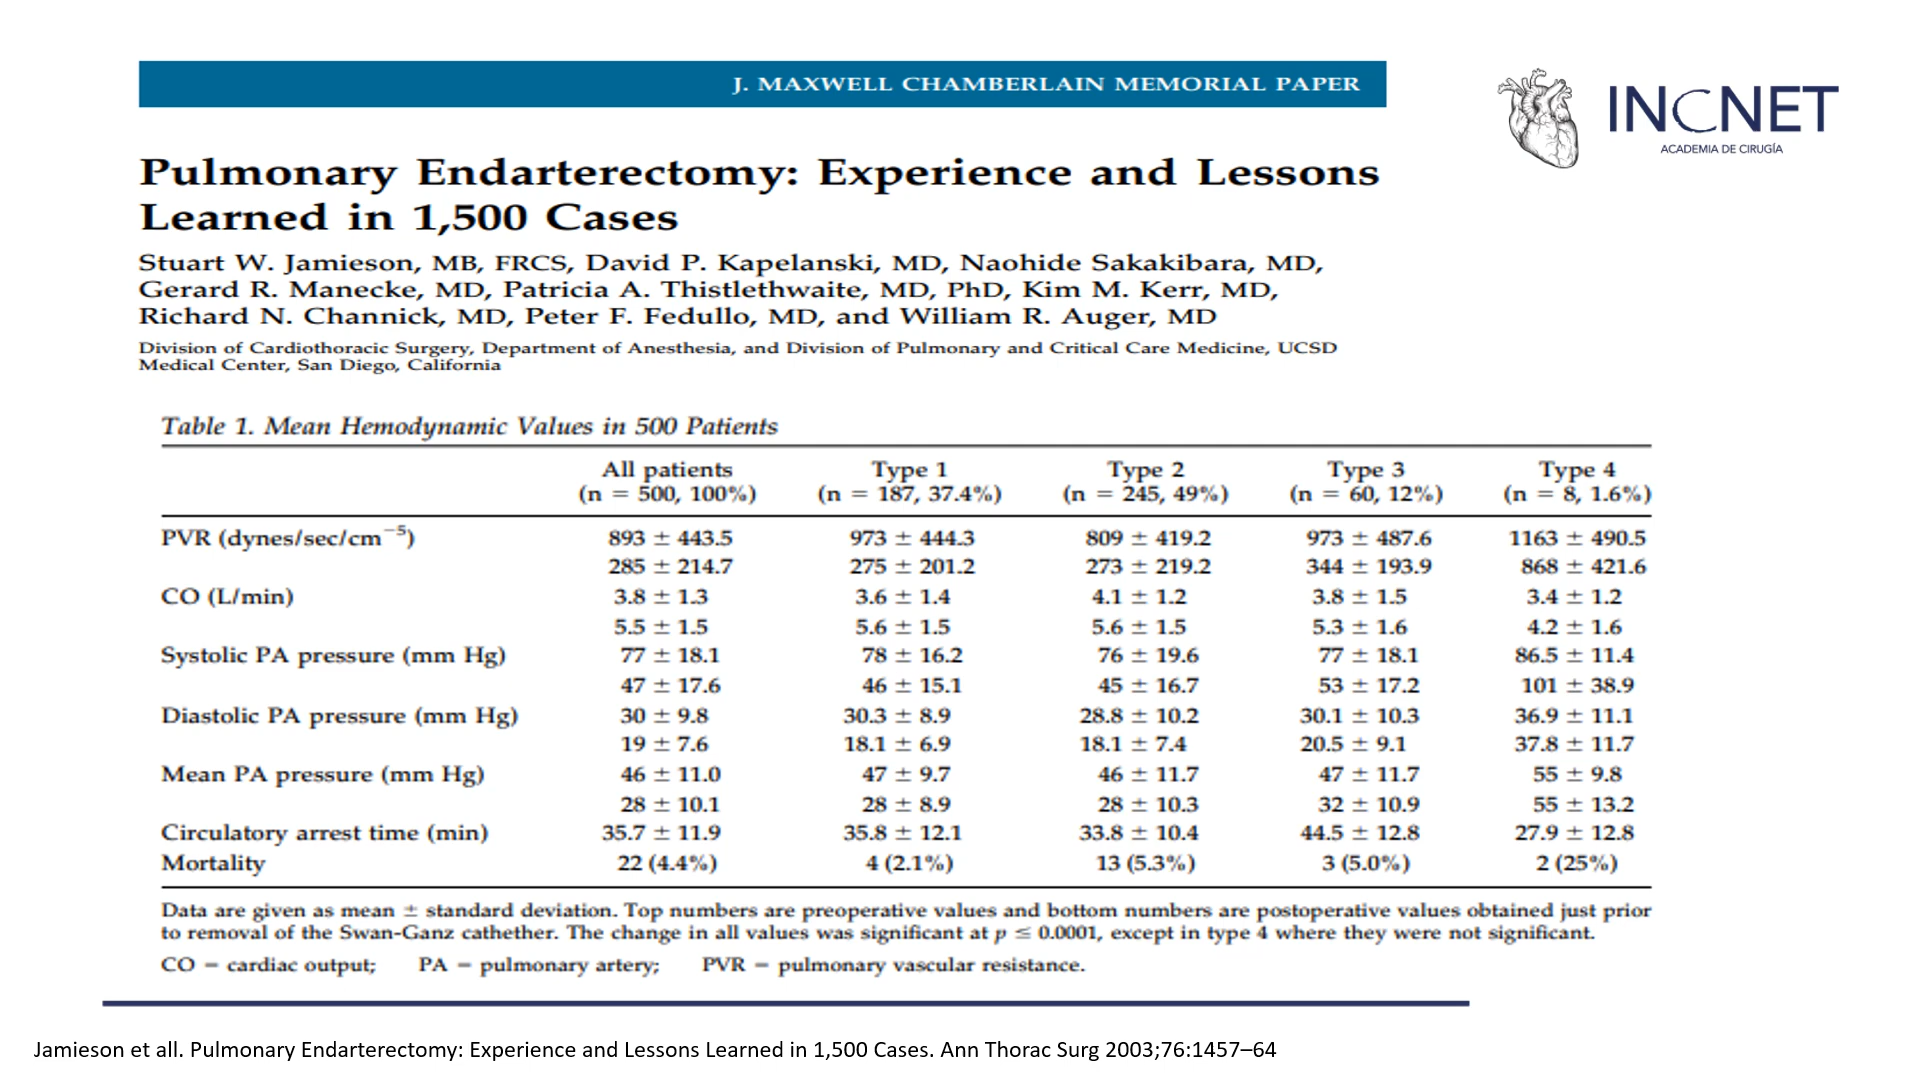 J. MAXWELL CHAMBERLAIN MEMORIAL PAPER
INCNET
ACADEMIA DE CIRUGÍA
Pulmonary Endarterectomy: Experience and Lessons
Learned in 1,500 Cases
Stuart W. Jamieson, MB, FRCS, David P. Kapelanski, MD, Naohide Sakakibara, MD,
Gerard R. Manecke, MD, Patricia A. Thistlethwaite, MD, PhD, Kim M. Kerr, MD,
Richard N. Channick, MD, Peter F. Fedullo, MD, and William R. Auger, MD
Division of Cardiothoracic Surgery, Department of Anesthesia, and Division of Pulmonary and Critical Care Medicine, UCSD
Medical Center, San Diego, California
Table 1. Mean Hemodynamic Values in 500 Patients
All patients Type 1 Type 2 Type 3 Type 4
(n = 500, 100%) (n = 187, 37.4%) (n = 245, 49%) (n = 60, 12%) (n = 8, 1.6%)
PVR (dynes/sec/cm⁻⁵) 893 ± 443.5 973 ± 444.3 809 ± 419.2 973 ± 487.6 1163 ± 490.5
285 ± 214.7 275 ± 201.2 273 ± 219.2 344 ± 193.9 868 ± 421.6
CO (L/min) 3.8 ± 1.3 3.6 ± 1.4 4.1 ± 1.2 3.8 ± 1.5 3.4 ± 1.2
5.5 ± 1.5 5.6 ± 1.5 5.6 ± 1.5 5.3 ± 1.6 4.2 ± 1.6
Systolic PA pressure (mm Hg) 77 ± 18.1 78 ± 16.2 76 ± 19.6 77 ± 18.1 86.5 ± 11.4
47 ± 17.6 46 ± 15.1 45 ± 16.7 53 ± 17.2 101 ± 38.9
Diastolic PA pressure (mm Hg) 30 ± 9.8 30.3 ± 8.9 28.8 ± 10.2 30.1 ± 10.3 36.9 ± 11.1
19 ± 7.6 18.1 ± 6.9 18.1 ± 7.4 20.5 ± 9.1 37.8 ± 11.7
Mean PA pressure (mm Hg) 46 ± 11.0 47 ± 9.7 46 ± 11.7 47 ± 11.7 55 ± 9.8
28 ± 10.1 28 ± 8.9 28 ± 10.3 32 ± 10.9 55 ± 13.2
Circulatory arrest time (min) 35.7 ± 11.9 35.8 ± 12.1 33.8 ± 10.4 44.5 ± 12.8 27.9 ± 12.8
Mortality 22 (4.4%) 4 (2.1%) 13 (5.3%) 3 (5.0%) 2 (25%)
Data are given as mean ± standard deviation. Top numbers are preoperative values and bottom numbers are postoperative values obtained just prior
to removal of the Swan-Ganz cathether. The change in all values was significant at p ≤ 0.0001, except in type 4 where they were not significant.
CO = cardiac output; PA = pulmonary artery; PVR = pulmonary vascular resistance.
Jamieson et all. Pulmonary Endarterectomy: Experience and Lessons Learned in 1,500 Cases. Ann Thorac Surg 2003;76:1457–64